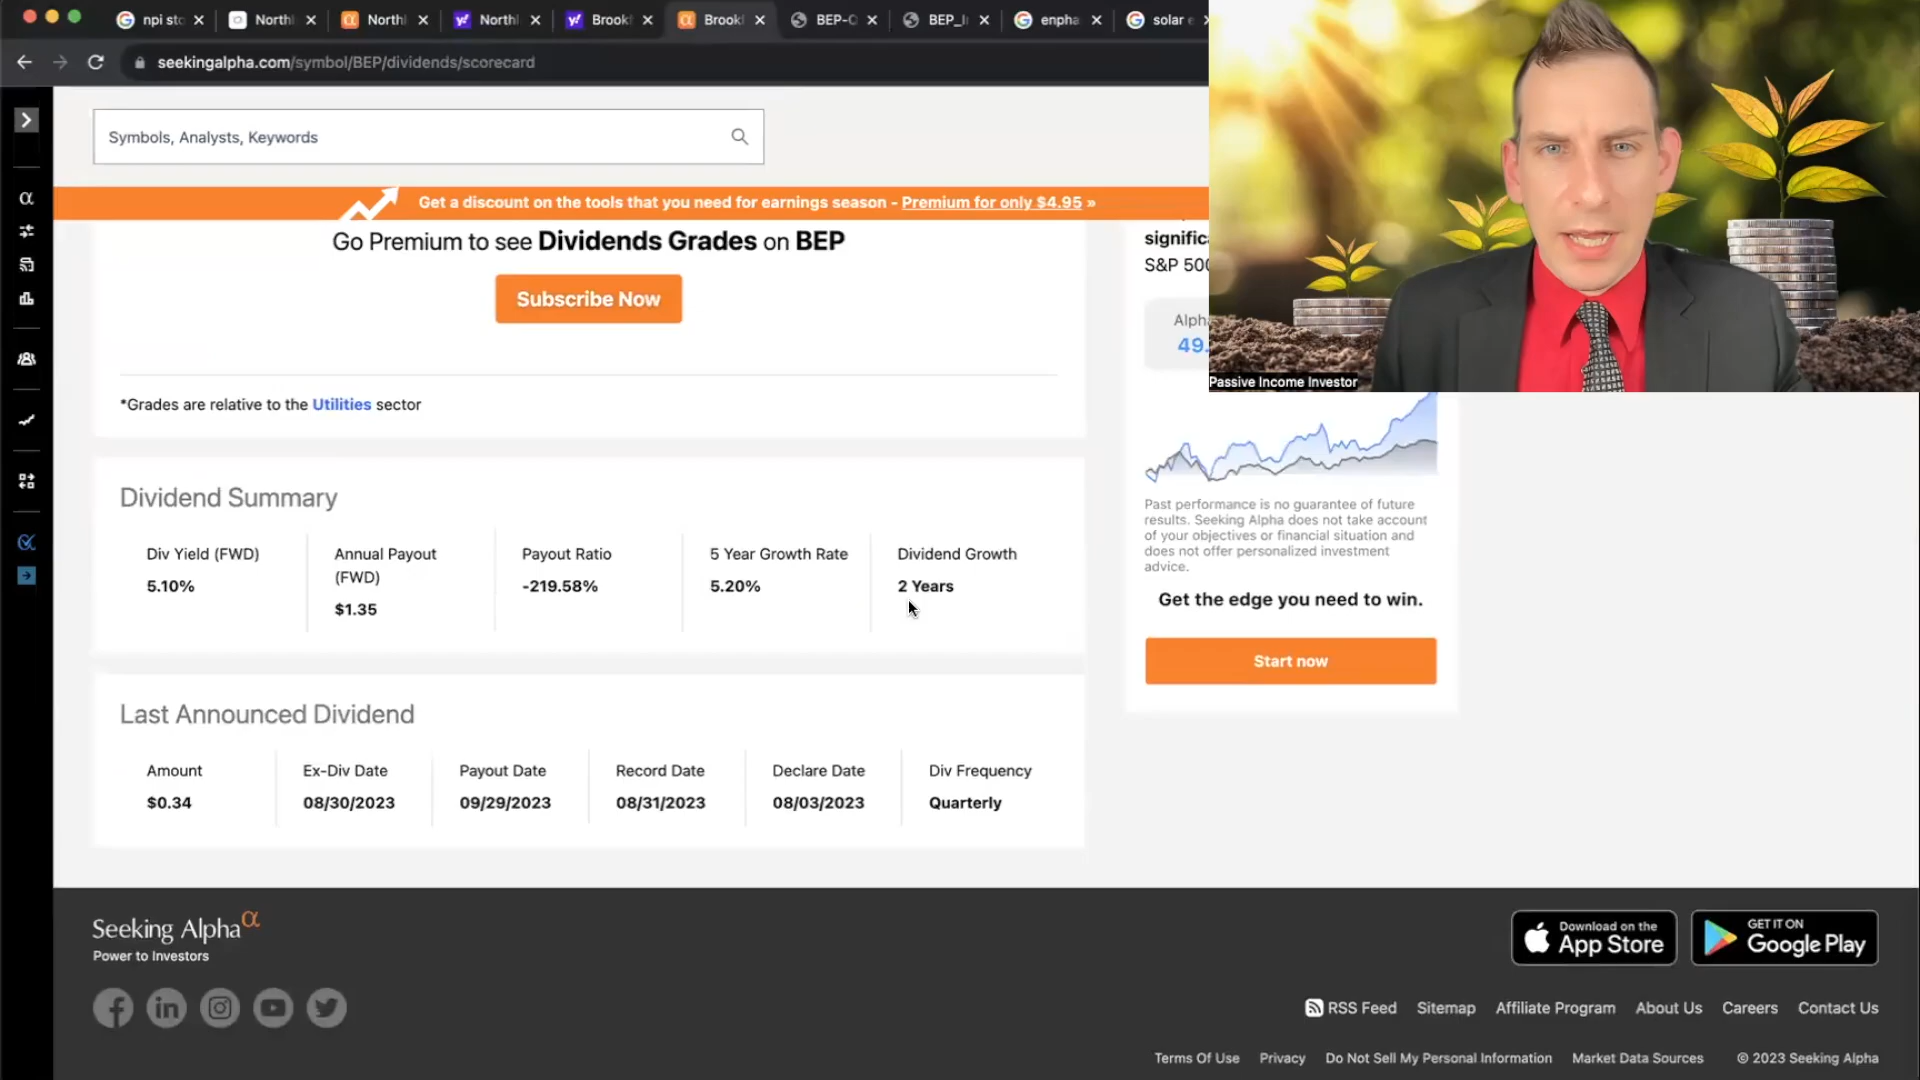 npi sto
North
North
North
Brook
Brook
BEP-C
BEP_I
enpha
solar e
seekingalpha.com/symbol/BEP/dividends/scorecard
Symbols, Analysts, Keywords
Get a discount on the tools that you need for earnings season - Premium for only $4.95 »
Go Premium to see Dividends Grades on BEP
Subscribe Now
*Grades are relative to the Utilities sector
Dividend Summary
Div Yield (FWD)
5.10%
Annual Payout
(FWD)
$1.35
Payout Ratio
-219.58%
5 Year Growth Rate
5.20%
Dividend Growth
2 Years
Last Announced Dividend
Amount
$0.34
Ex-Div Date
08/30/2023
Payout Date
09/29/2023
Record Date
08/31/2023
Declare Date
08/03/2023
Div Frequency
Quarterly
signific
S&P 500
Alpha
49.
Passive Income Investor
Past performance is no guarantee of future
results. Seeking Alpha does not take account
of your objectives or financial situation and
does not offer personalized investment
advice.
Get the edge you need to win.
Start now
Seeking Alpha α
Power to Investors
Download on the
App Store
GET IT ON
Google Play
RSS Feed Sitemap Affiliate Program About Us Careers Contact Us
Terms Of Use Privacy Do Not Sell My Personal Information Market Data Sources © 2023 Seeking Alpha